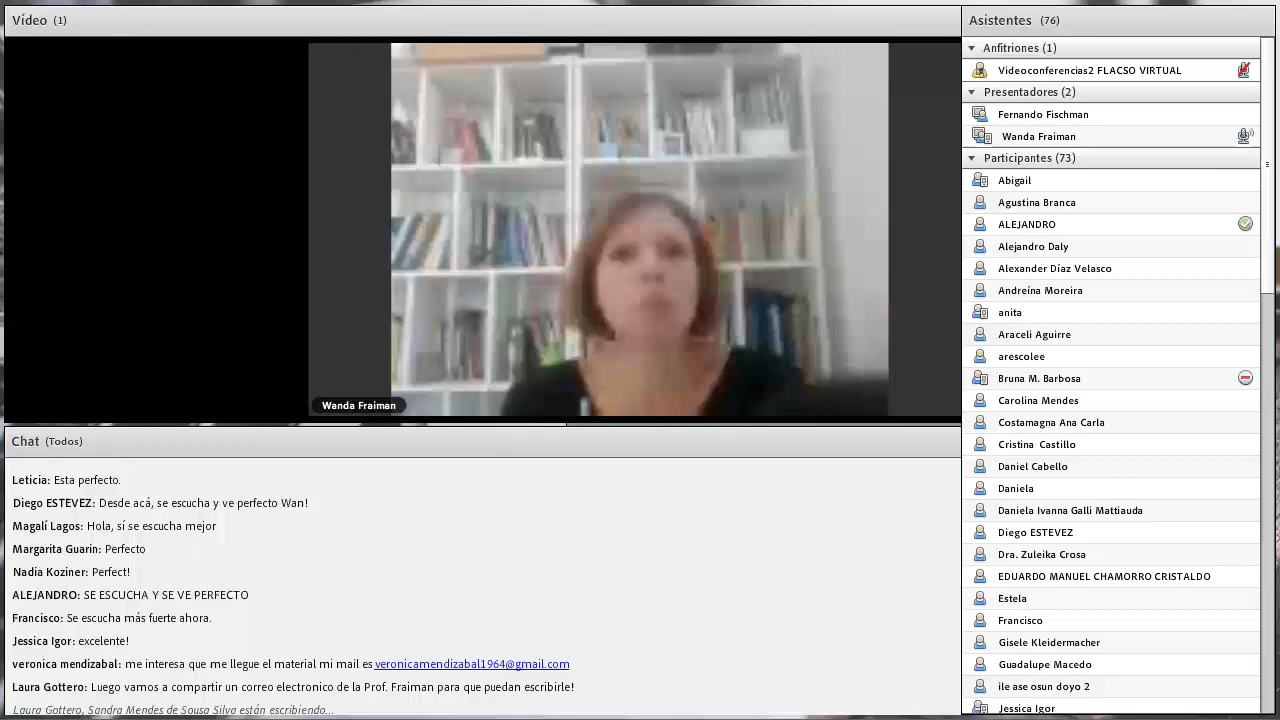 Vídeo (1)
Wanda Fraiman
Chat (Todos)
Leticia: Esta perfecto.
Diego ESTEVEZ: Desde acá, se escucha y ve perfecto Wan!
Magalí Lagos: Hola, sí se escucha mejor
Margarita Guarin: Perfecto
Nadia Koziner: Perfect!
ALEJANDRO: SE ESCUCHA Y SE VE PERFECTO
Francisco: Se escucha más fuerte ahora.
Jessica Igor: excelente!
veronica mendizabal: me interesa que me llegue el material mi mail es veronicamendizabal1964@gmail.com
Laura Gottero: Luego vamos a compartir un correo electronico de la Prof. Fraiman para que puedan escribirle!
Laura Gottero, Sandra Mendes de Sousa Silva están escribiendo...
Asistentes (76)
Anfitriones (1)
Videoconferencias2 FLACSO VIRTUAL
Presentadores (2)
Fernando Fischman
Wanda Fraiman
Participantes (73)
Abigail
Agustina Branca
ALEJANDRO
Alejandro Daly
Alexander Díaz Velasco
Andreína Moreira
anita
Araceli Aguirre
arescolee
Bruna M. Barbosa
Carolina Mendes
Costamagna Ana Carla
Cristina Castillo
Daniel Cabello
Daniela
Daniela Ivanna Galli Mattiauda
Diego ESTEVEZ
Dra. Zuleika Crosa
EDUARDO MANUEL CHAMORRO CRISTALDO
Estela
Francisco
Gisele Kleidermacher
Guadalupe Macedo
ile ase osun doyo 2
Jessica Igor